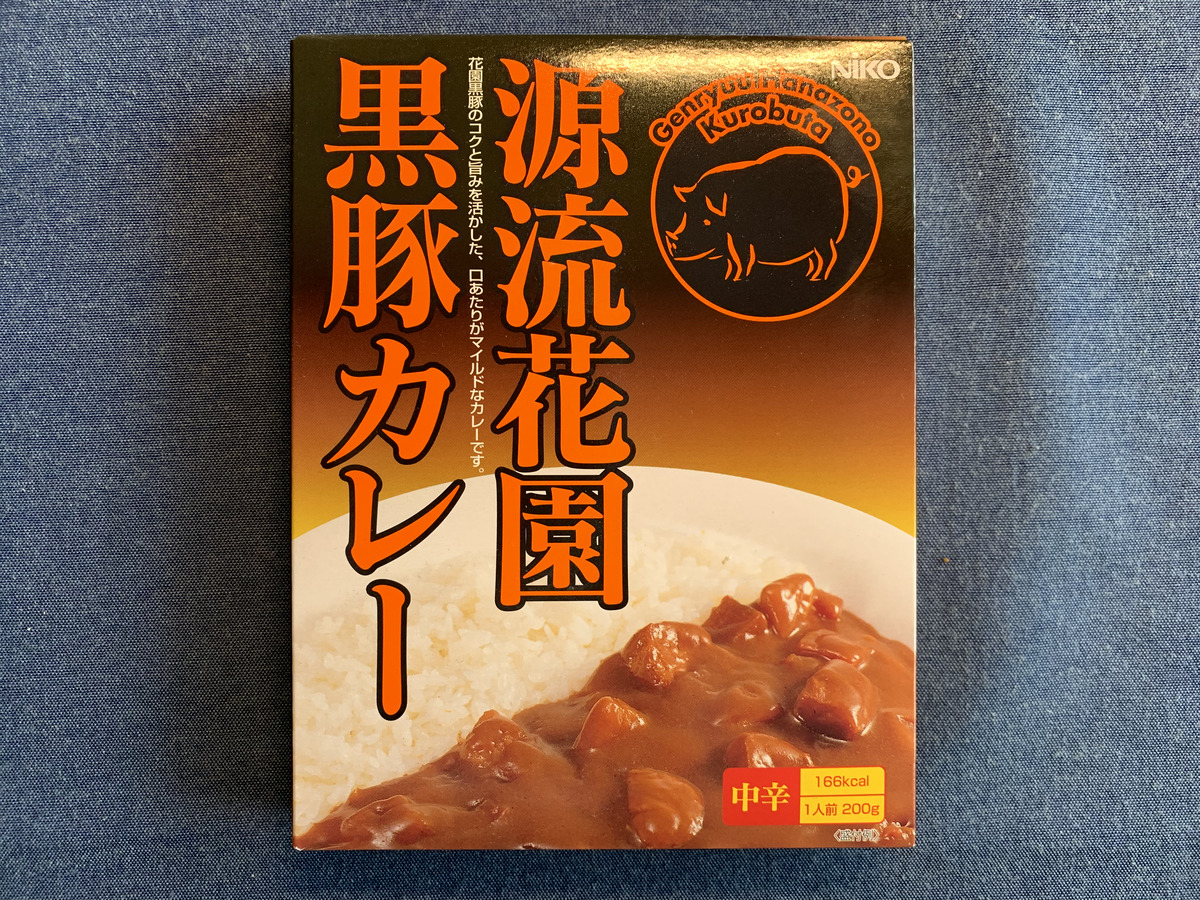 源流花園
黒豚カレー
花園黒豚のコクと旨みを活かした、口あたりがマイルドなカレーです。
NIKO
Genryuu Hanazono
Kurobuta
中辛
166kcal
1人前 200g
〈盛付例〉